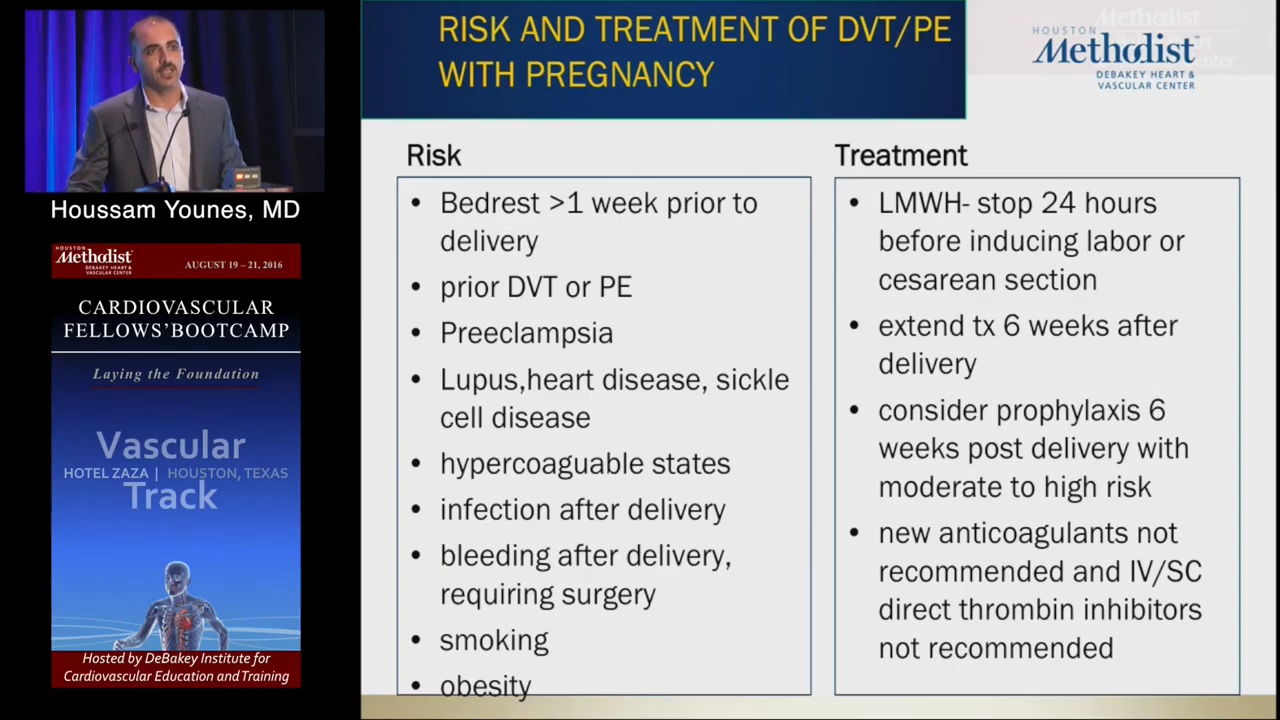 RISK AND TREATMENT OF DVT/PE
WITH PREGNANCY
HOUSTON
Methodist
DEBAKEY HEART &
VASCULAR CENTER
Houssam Younes, MD
HOUSTON
Methodist
DEBAKEY HEART &
VASCULAR CENTER
AUGUST 19 – 21, 2016
CARDIOVASCULAR
FELLOWS' BOOTCAMP
Laying the Foundation
Vascular
HOTEL ZAZA | HOUSTON, TEXAS
Track
Hosted by DeBakey Institute for
Cardiovascular Education and Training
Risk
• Bedrest >1 week prior to
delivery
• prior DVT or PE
• Preeclampsia
• Lupus,heart disease, sickle
cell disease
• hypercoaguable states
• infection after delivery
• bleeding after delivery,
requiring surgery
• smoking
• obesity
Treatment
• LMWH- stop 24 hours
before inducing labor or
cesarean section
• extend tx 6 weeks after
delivery
• consider prophylaxis 6
weeks post delivery with
moderate to high risk
• new anticoagulants not
recommended and IV/SC
direct thrombin inhibitors
not recommended